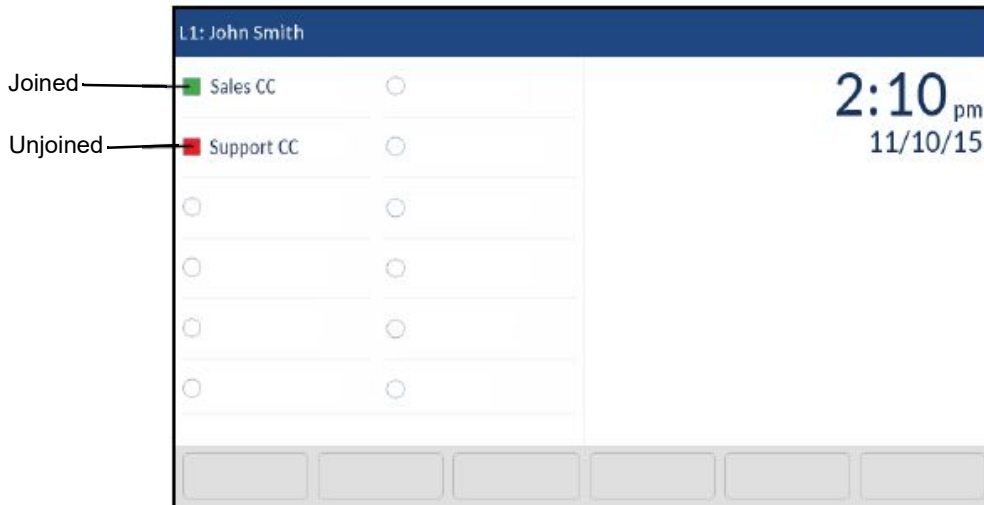 L1: John Smith
Joined
Sales CC
2:10 pm
Unjoined
Support CC
11/10/15